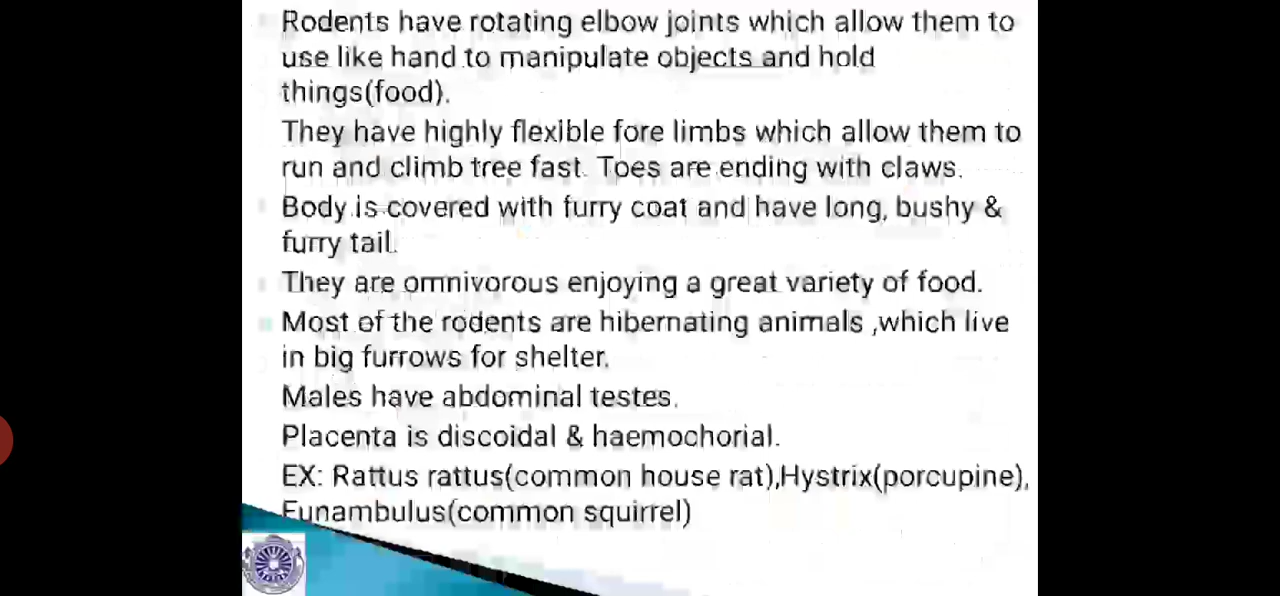 Rodents have rotating elbow joints which allow them to
use like hand to manipulate objects and hold
things(food).
They have highly flexible fore limbs which allow them to
run and climb tree fast. Toes are ending with claws.
Body is covered with furry coat and have long, bushy &
furry tail.
They are omnivorous enjoying a great variety of food.
Most of the rodents are hibernating animals ,which live
in big furrows for shelter.
Males have abdominal testes.
Placenta is discoidal & haemochorial.
EX: Rattus rattus(common house rat),Hystrix(porcupine),
Funambulus(common squirrel)